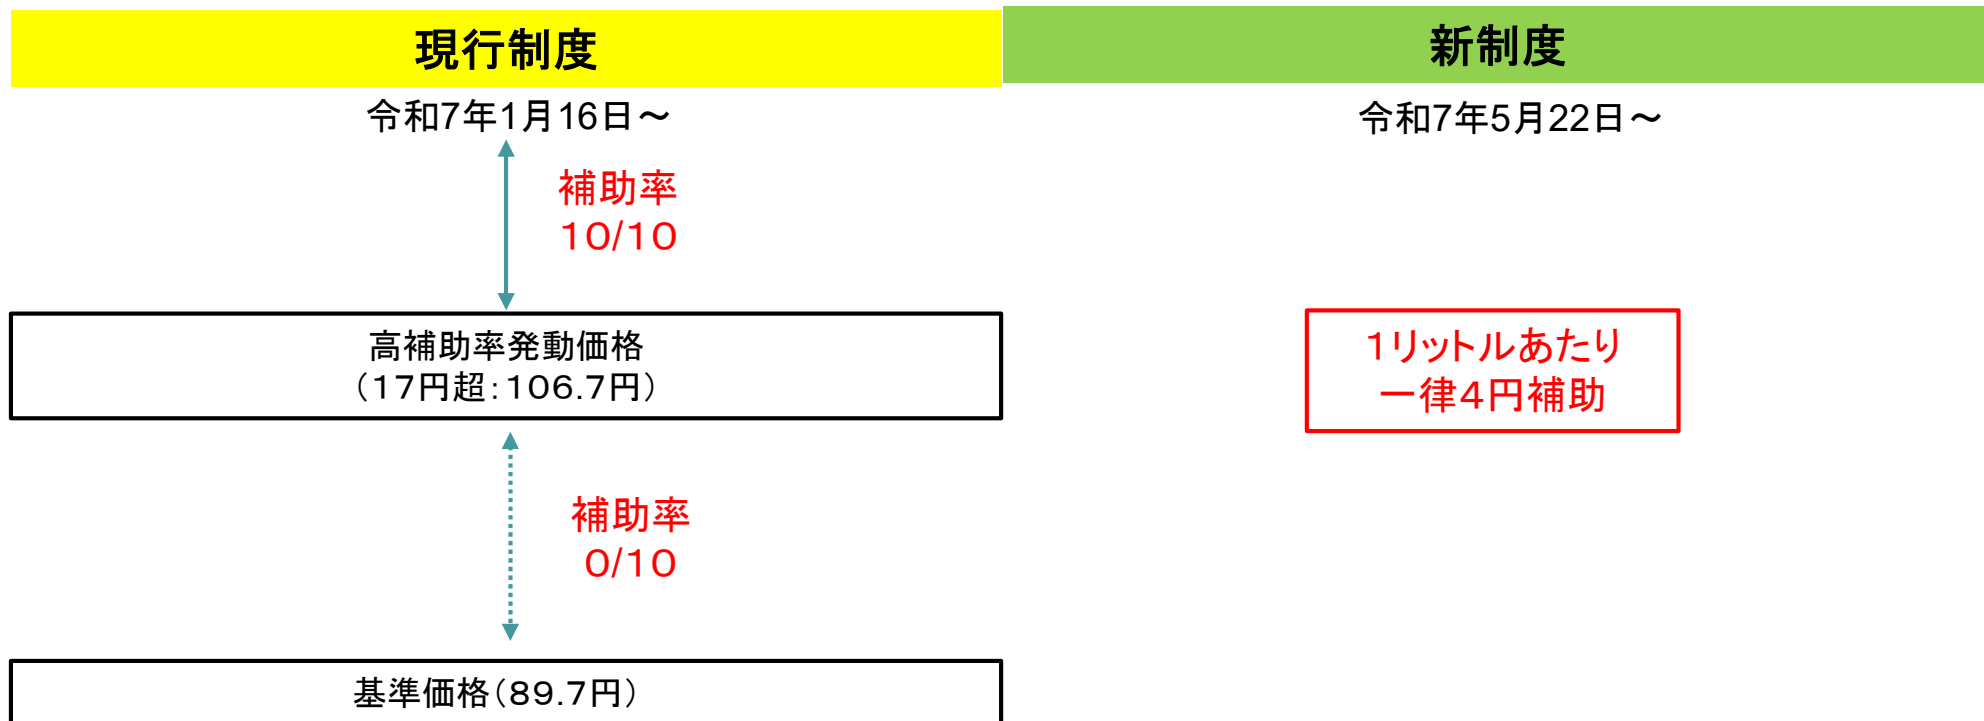 現行制度
令和7年1月16日～
補助率
１０/１０
高補助率発動価格
（１７円超：１０６.７円）
補助率
０/１０
基準価格（８９.７円）
新制度
令和7年5月22日～
１リットルあたり
一律４円補助